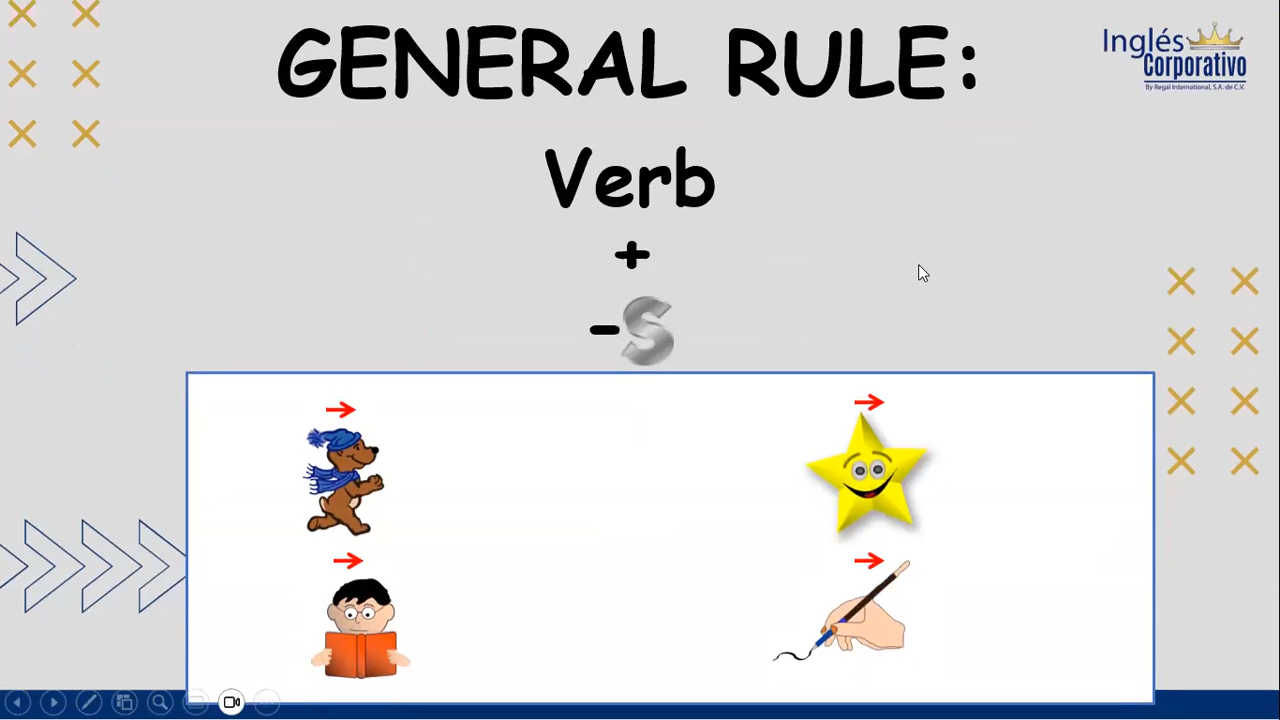 GENERAL RULE:
Inglés
Corporativo
By Regal International, S.A. de C.V.
Verb
+
-s